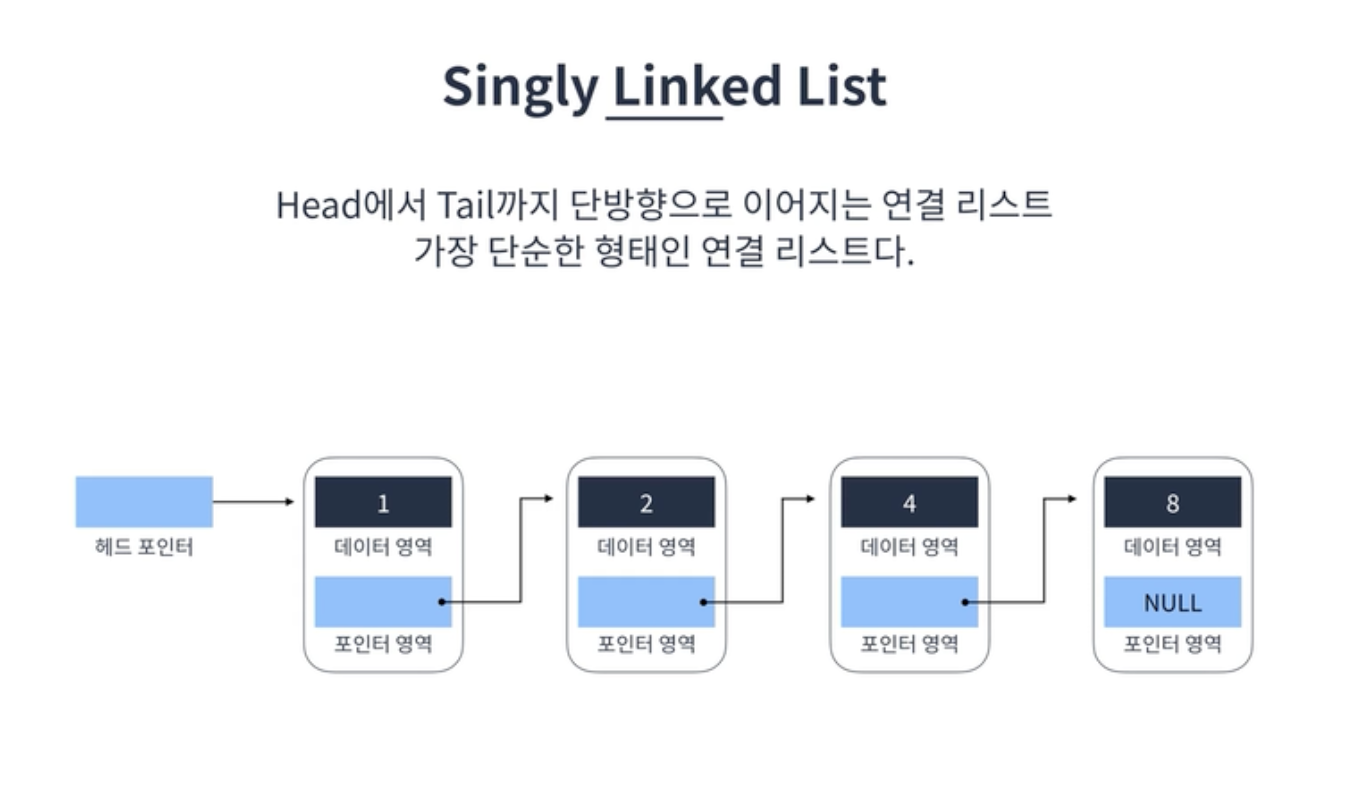 Singly Linked List
Head에서 Tail까지 단방향으로 이어지는 연결 리스트
가장 단순한 형태인 연결 리스트다.
헤드 포인터
1
데이터 영역
포인터 영역
2
데이터 영역
포인터 영역
4
데이터 영역
포인터 영역
8
데이터 영역
NULL
포인터 영역